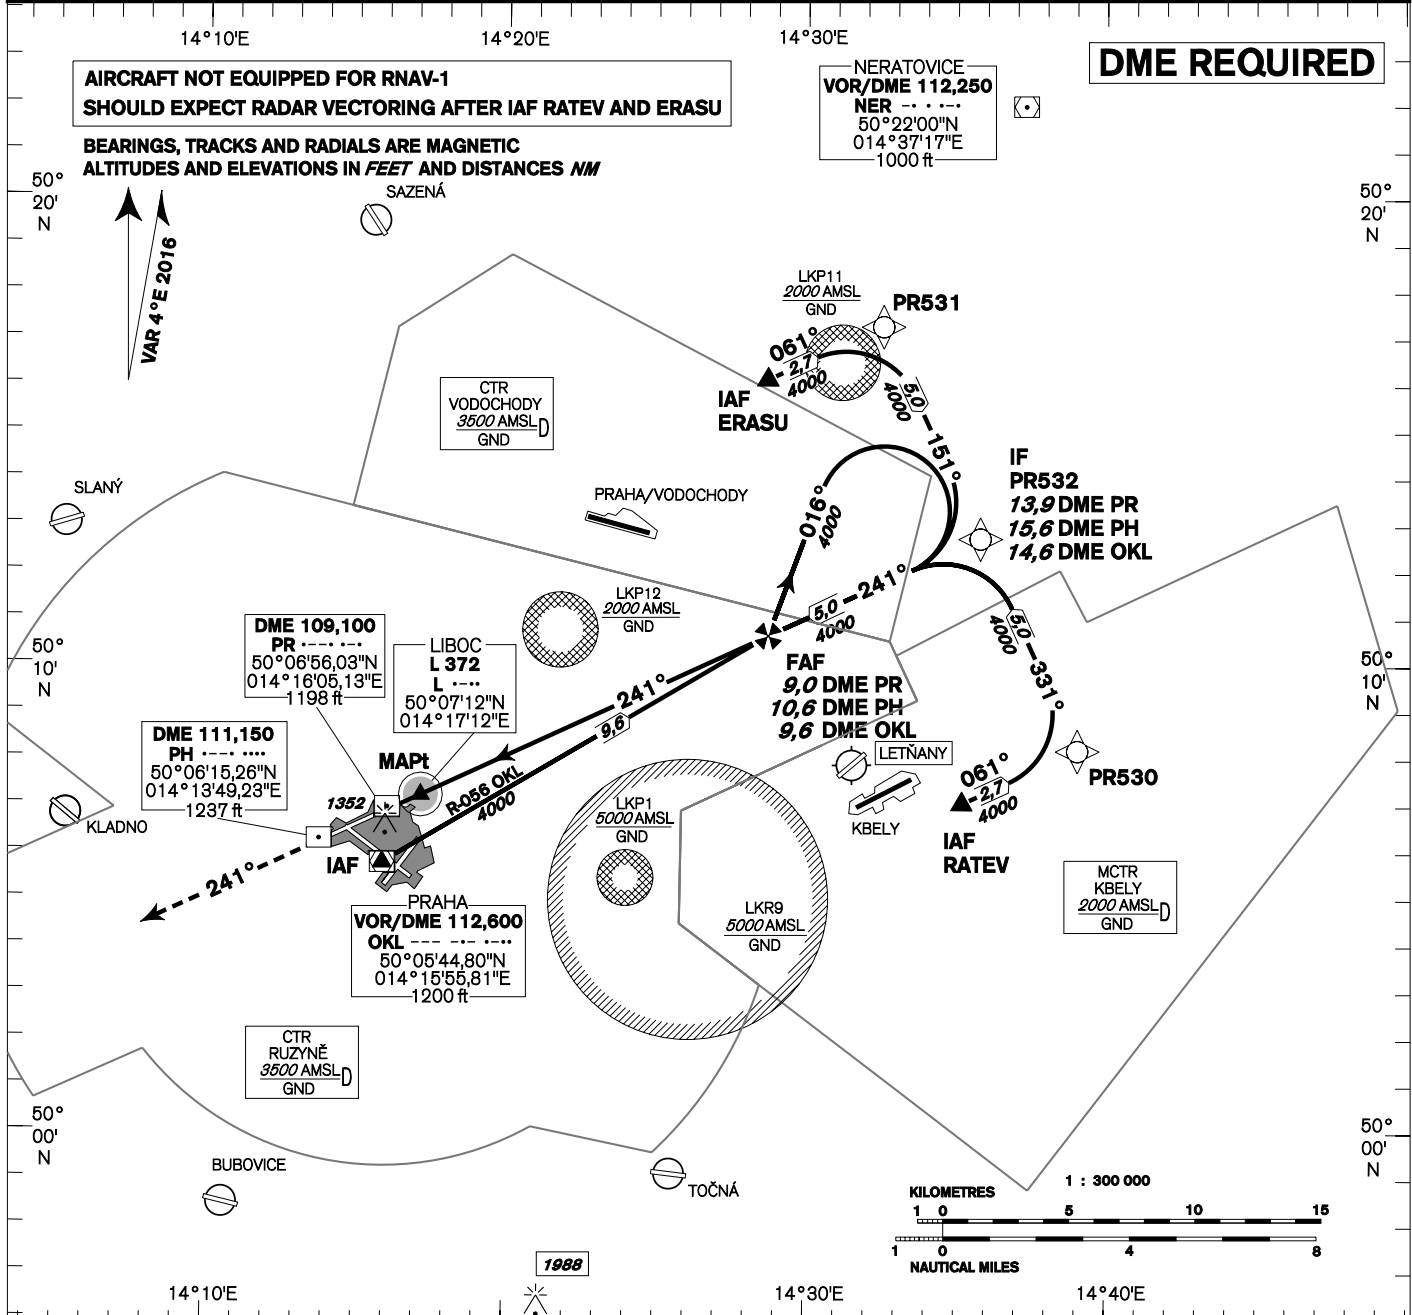 14°10'E
14°20'E
14°30'E
DME REQUIRED
AIRCRAFT NOT EQUIPPED FOR RNAV-1
SHOULD EXPECT RADAR VECTORING AFTER IAF RATEV AND ERASU
BEARINGS, TRACKS AND RADIALS ARE MAGNETIC
ALTITUDES AND ELEVATIONS IN FEET AND DISTANCES NM
NERATOVICE
VOR/DME 112,250
NER -· · ·-·
50°22'00"N
014°37'17"E
1000 ft
50°
20'
N
50°
20'
N
SAZENÁ
VAR 4°E 2016
LKP11
2000 AMSL
GND
PR531
061°
2,7
4000
5,0
4000
151°
IAF
ERASU
CTR
VODOCHODY
3500 AMSL D
GND
IF
PR532
13,9 DME PR
15,6 DME PH
14,6 DME OKL
SLANÝ
PRAHA/VODOCHODY
016°
4000
241°
5,0
4000
LKP12
2000 AMSL
GND
5,0
4000
331°
DME 109,100
PR ·--· ·-·
50°06'56,03"N
014°16'05,13"E
1198 ft
LIBOC
L 372
L ·-··
50°07'12"N
014°17'12"E
50°
10'
N
50°
10'
N
FAF
9,0 DME PR
10,6 DME PH
9,6 DME OKL
241°
9,6
DME 111,150
PH ·--· ····
50°06'15,26"N
014°13'49,23"E
1237 ft
MAPt
LETŇANY
PR530
061°
2,7
4000
R-056 OKL
4000
1352
KLADNO
LKP1
5000 AMSL
GND
KBELY
IAF
RATEV
IAF
241°
MCTR
KBELY
2000 AMSL D
GND
PRAHA
VOR/DME 112,600
OKL --- -·- ·-··
50°05'44,80"N
014°15'55,81"E
1200 ft
LKR9
5000 AMSL
GND
CTR
RUZYNĚ
3500 AMSL D
GND
50°
00'
N
50°
00'
N
BUBOVICE
TOČNÁ
1 : 300 000
KILOMETRES
1 0 5 10 15
1 0 4 8
NAUTICAL MILES
1988
14°10'E
14°30'E
14°40'E